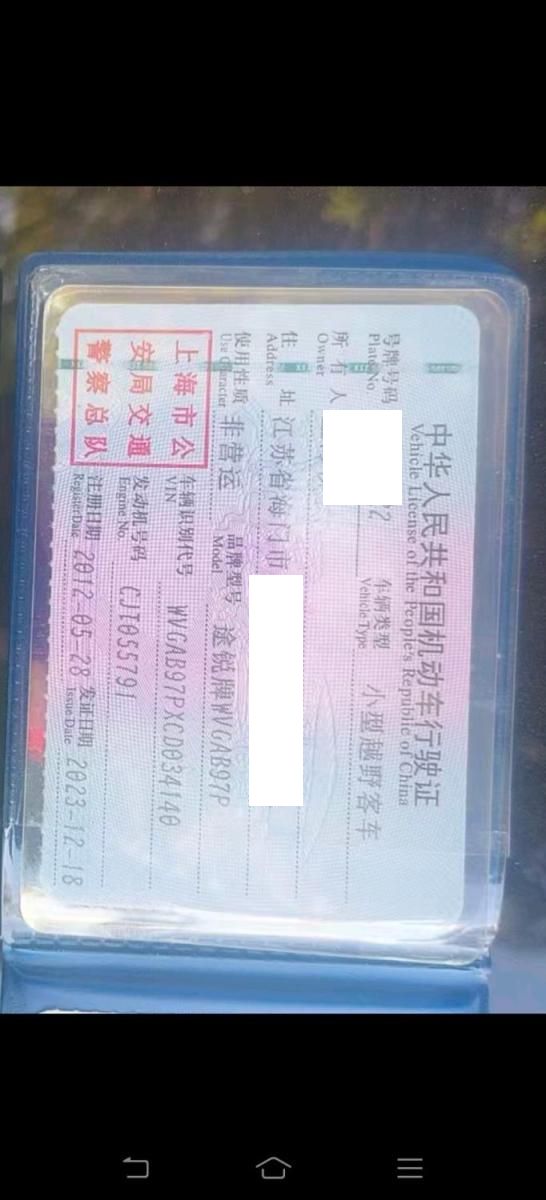 中华人民共和国机动车行驶证
Vehicle License of the People's Republic of China
号牌号码
Plate No.
2
车辆类型
Vehicle Type
小型越野客车
所有人
Owner
住址
Address
江苏省海门市
使用性质
Use Character
非营运
品牌型号
Model
途锐牌WVGAB97P
上海市公
安局交通
警察总队
车辆识别代号
VIN
WVGAB97PXCD034140
发动机号码
Engine No.
CJT055791
注册日期
Register Date
2012-05-28
发证日期
Issue Date
2023-12-18